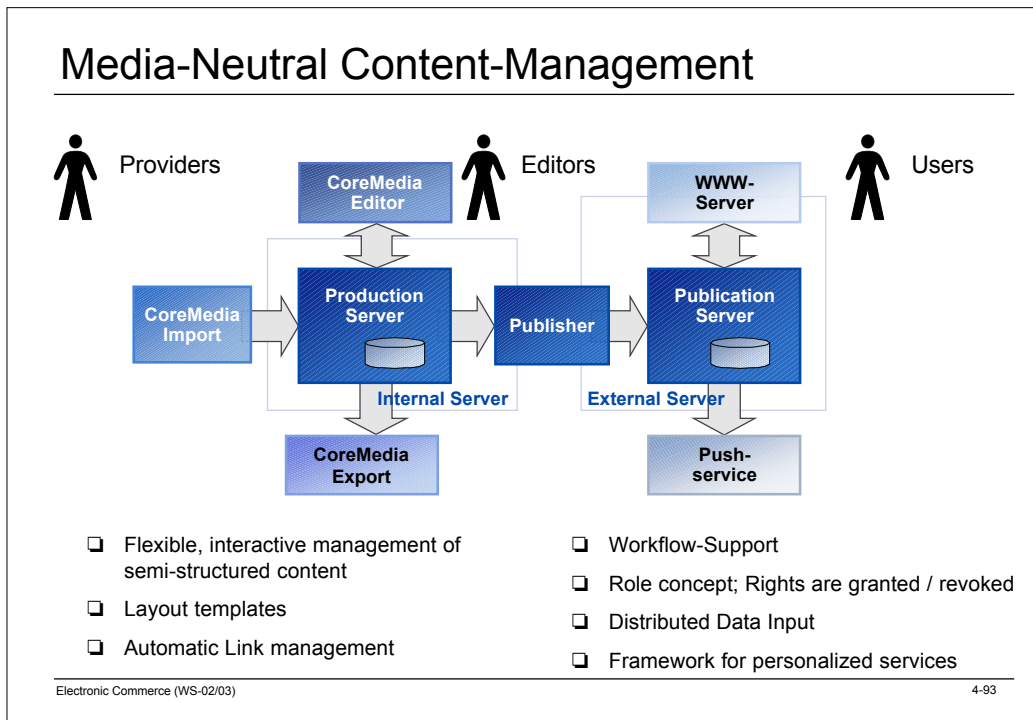 Media-Neutral Content-Management
Providers
Editors
Users
CoreMedia
Editor
WWW-
Server
CoreMedia
Import
Production
Server
Publisher
Publication
Server
Internal Server
External Server
CoreMedia
Export
Push-
service
❏ Flexible, interactive management of
semi-structured content
❏ Layout templates
❏ Automatic Link management
❏ Workflow-Support
❏ Role concept; Rights are granted / revoked
❏ Distributed Data Input
❏ Framework for personalized services
Electronic Commerce (WS-02/03)
4-93